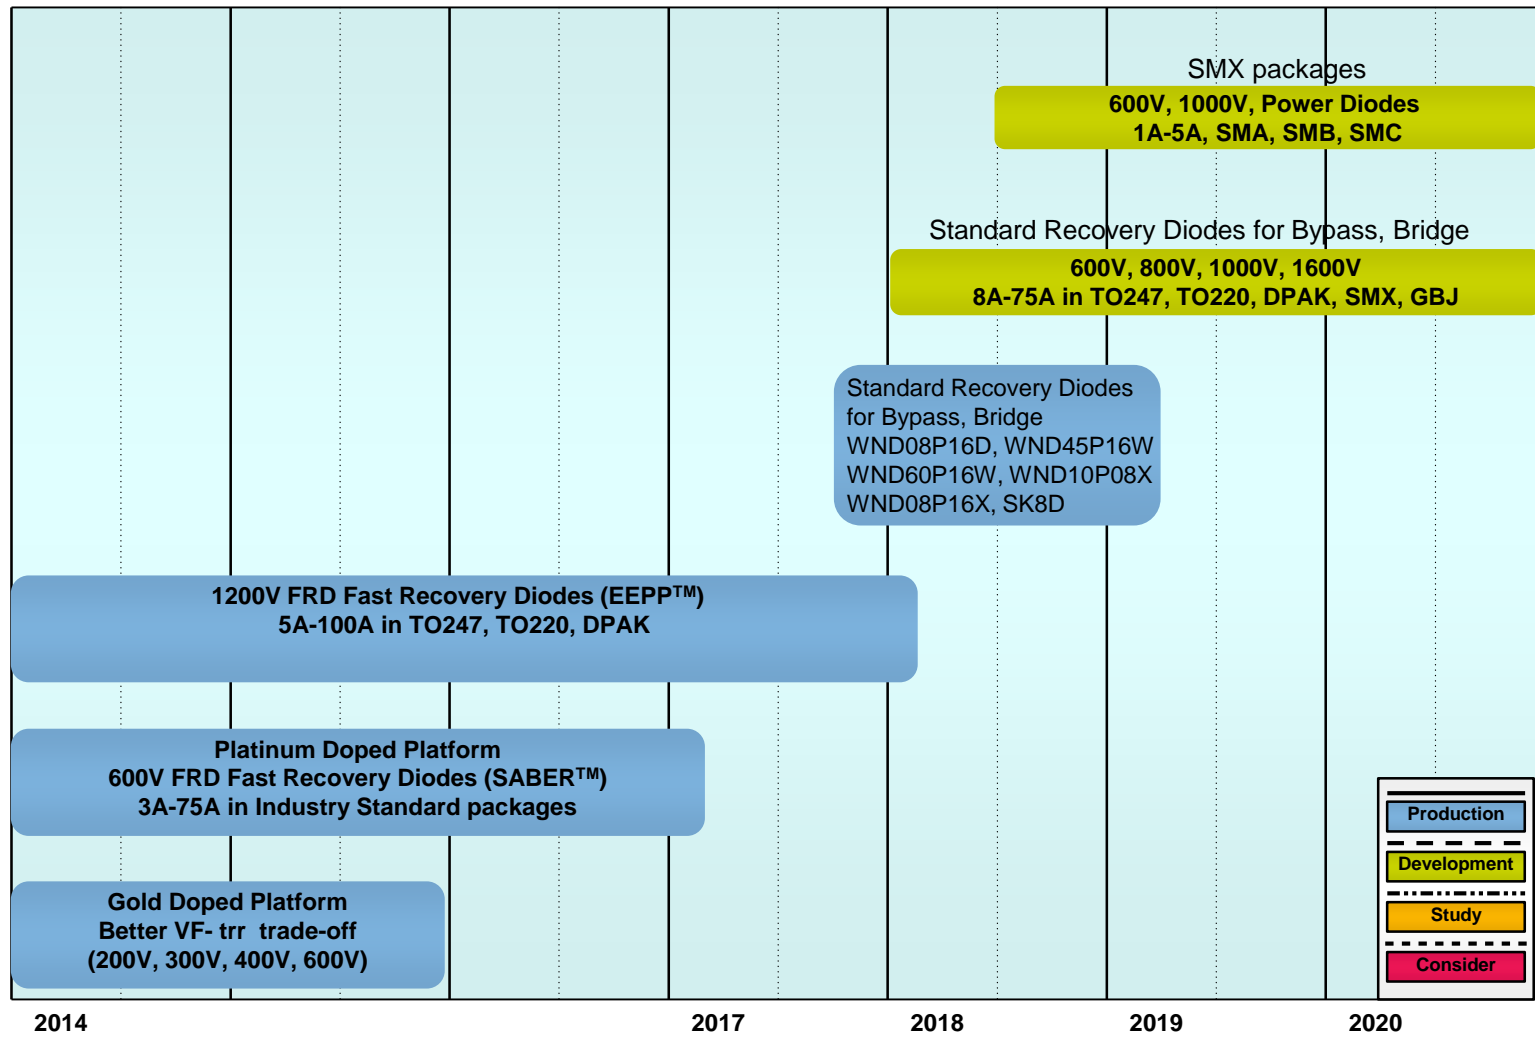 SMX packages
600V, 1000V, Power Diodes
1A-5A, SMA, SMB, SMC
Standard Recovery Diodes for Bypass, Bridge
600V, 800V, 1000V, 1600V
8A-75A in TO247, TO220, DPAK, SMX, GBJ
Standard Recovery Diodes
for Bypass, Bridge
WND08P16D, WND45P16W
WND60P16W, WND10P08X
WND08P16X, SK8D
1200V FRD Fast Recovery Diodes (EEPP™)
5A-100A in TO247, TO220, DPAK
Platinum Doped Platform
600V FRD Fast Recovery Diodes (SABER™)
3A-75A in Industry Standard packages
Gold Doped Platform
Better VF- trr trade-off
(200V, 300V, 400V, 600V)
Production
Development
Study
Consider
2014 2017 2018 2019 2020